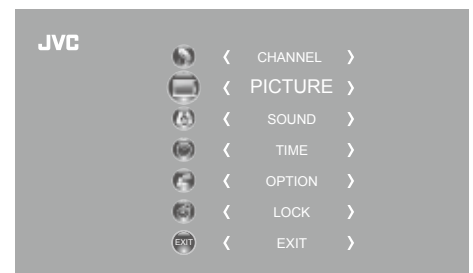 JVC
CHANNEL
PICTURE
SOUND
TIME
OPTION
LOCK
EXIT EXIT